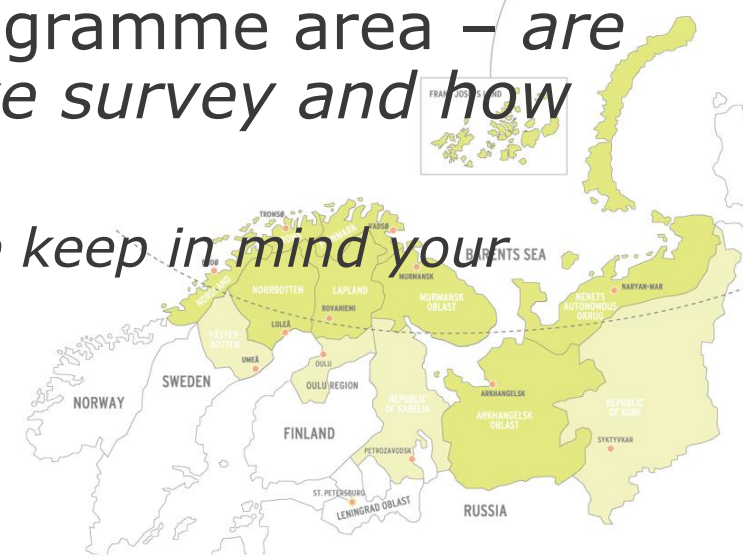 gramme area – are
e survey and how
keep in mind your
FRANZ JOSEF'S LAND
BARENTS SEA
TROMSØ
VADSØ
MURMANSK
NARYAN-MAR
NORDLAND
NORRBOTTEN
LAPLAND
MURMANSK
OBLAST
NENETS
AUTONOMOUS
OKRUG
ROVANIEMI
LULEÅ
VÄSTER-
BOTTEN
UMEÅ
OULU
OULU REGION
NORWAY
SWEDEN
FINLAND
REPUBLIC
OF KARELIA
ARKHANGELSK
ARKHANGELSK
OBLAST
REPUBLIC
OF KOMI
SYKTYVKAR
PETROZAVODSK
ST. PETERSBURG
LENINGRAD OBLAST
RUSSIA